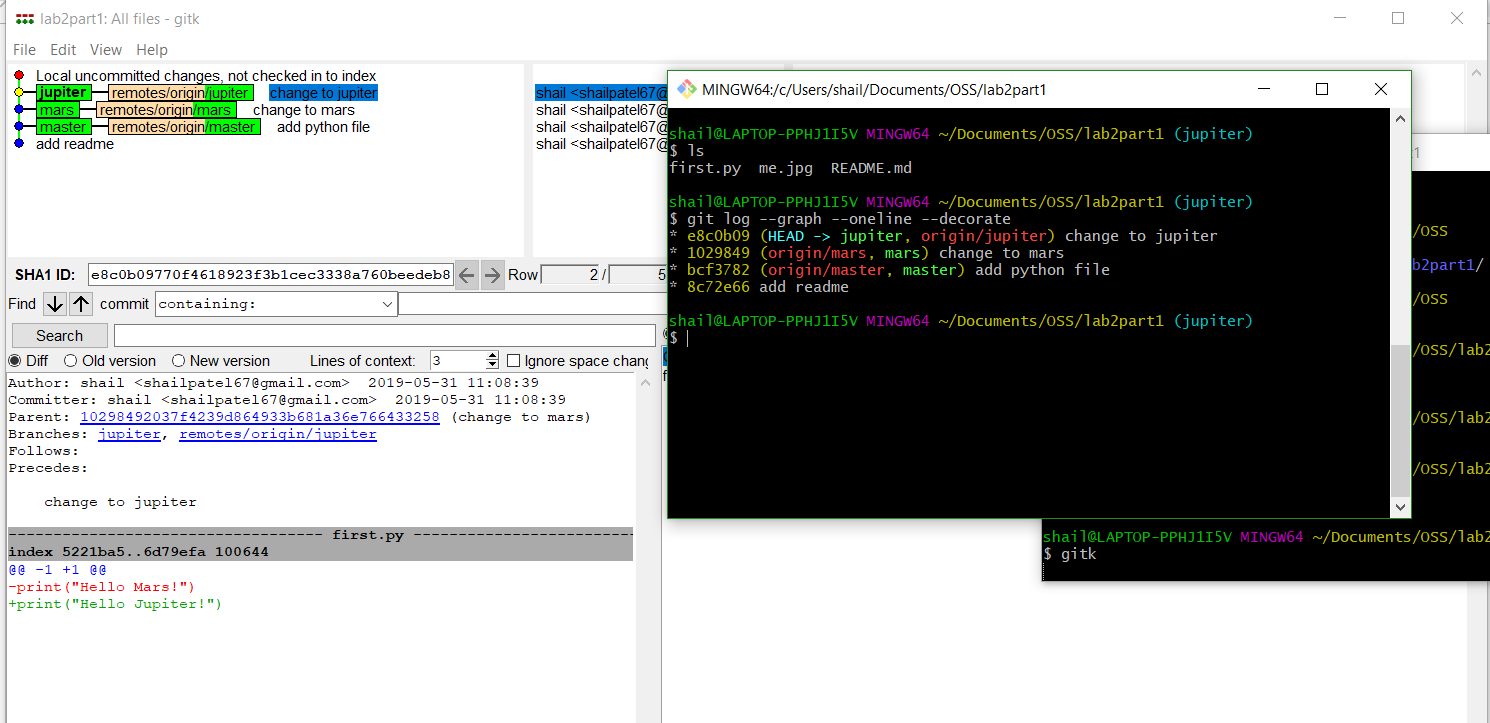 lab2part1: All files - gitk
File Edit View Help
Local uncommitted changes, not checked in to index
jupiter remotes/origin/jupiter change to jupiter
mars remotes/origin/mars change to mars
master remotes/origin/master add python file
add readme
shail <shailpatel67@
shail <shailpatel67@
shail <shailpatel67@
shail <shailpatel67@
SHA1 ID: e8c0b09770f4618923f3b1cec3338a760beedeb8 Row 2 / 5
Find commit containing:
Search
Diff Old version New version Lines of context: 3 Ignore space chang
Author: shail <shailpatel67@gmail.com> 2019-05-31 11:08:39
Committer: shail <shailpatel67@gmail.com> 2019-05-31 11:08:39
Parent: 10298492037f4239d864933b681a36e766433258 (change to mars)
Branches: jupiter, remotes/origin/jupiter
Follows:
Precedes:
change to jupiter
---------------------------------- first.py -------------------------
index 5221ba5..6d79efa 100644
@@ -1 +1 @@
-print("Hello Mars!")
+print("Hello Jupiter!")
MINGW64:/c/Users/shail/Documents/OSS/lab2part1
shail@LAPTOP-PPHJ1I5V MINGW64 ~/Documents/OSS/lab2part1 (jupiter)
$ ls
first.py me.jpg README.md
shail@LAPTOP-PPHJ1I5V MINGW64 ~/Documents/OSS/lab2part1 (jupiter)
$ git log --graph --oneline --decorate
* e8c0b09 (HEAD -> jupiter, origin/jupiter) change to jupiter
* 1029849 (origin/mars, mars) change to mars
* bcf3782 (origin/master, master) add python file
* 8c72e66 add readme
shail@LAPTOP-PPHJ1I5V MINGW64 ~/Documents/OSS/lab2part1 (jupiter)
$
/OSS
b2part1/
/OSS
/OSS/lab2
/OSS/lab2
/OSS/lab2
shail@LAPTOP-PPHJ1I5V MINGW64 ~/Documents/OSS/lab2
$ gitk